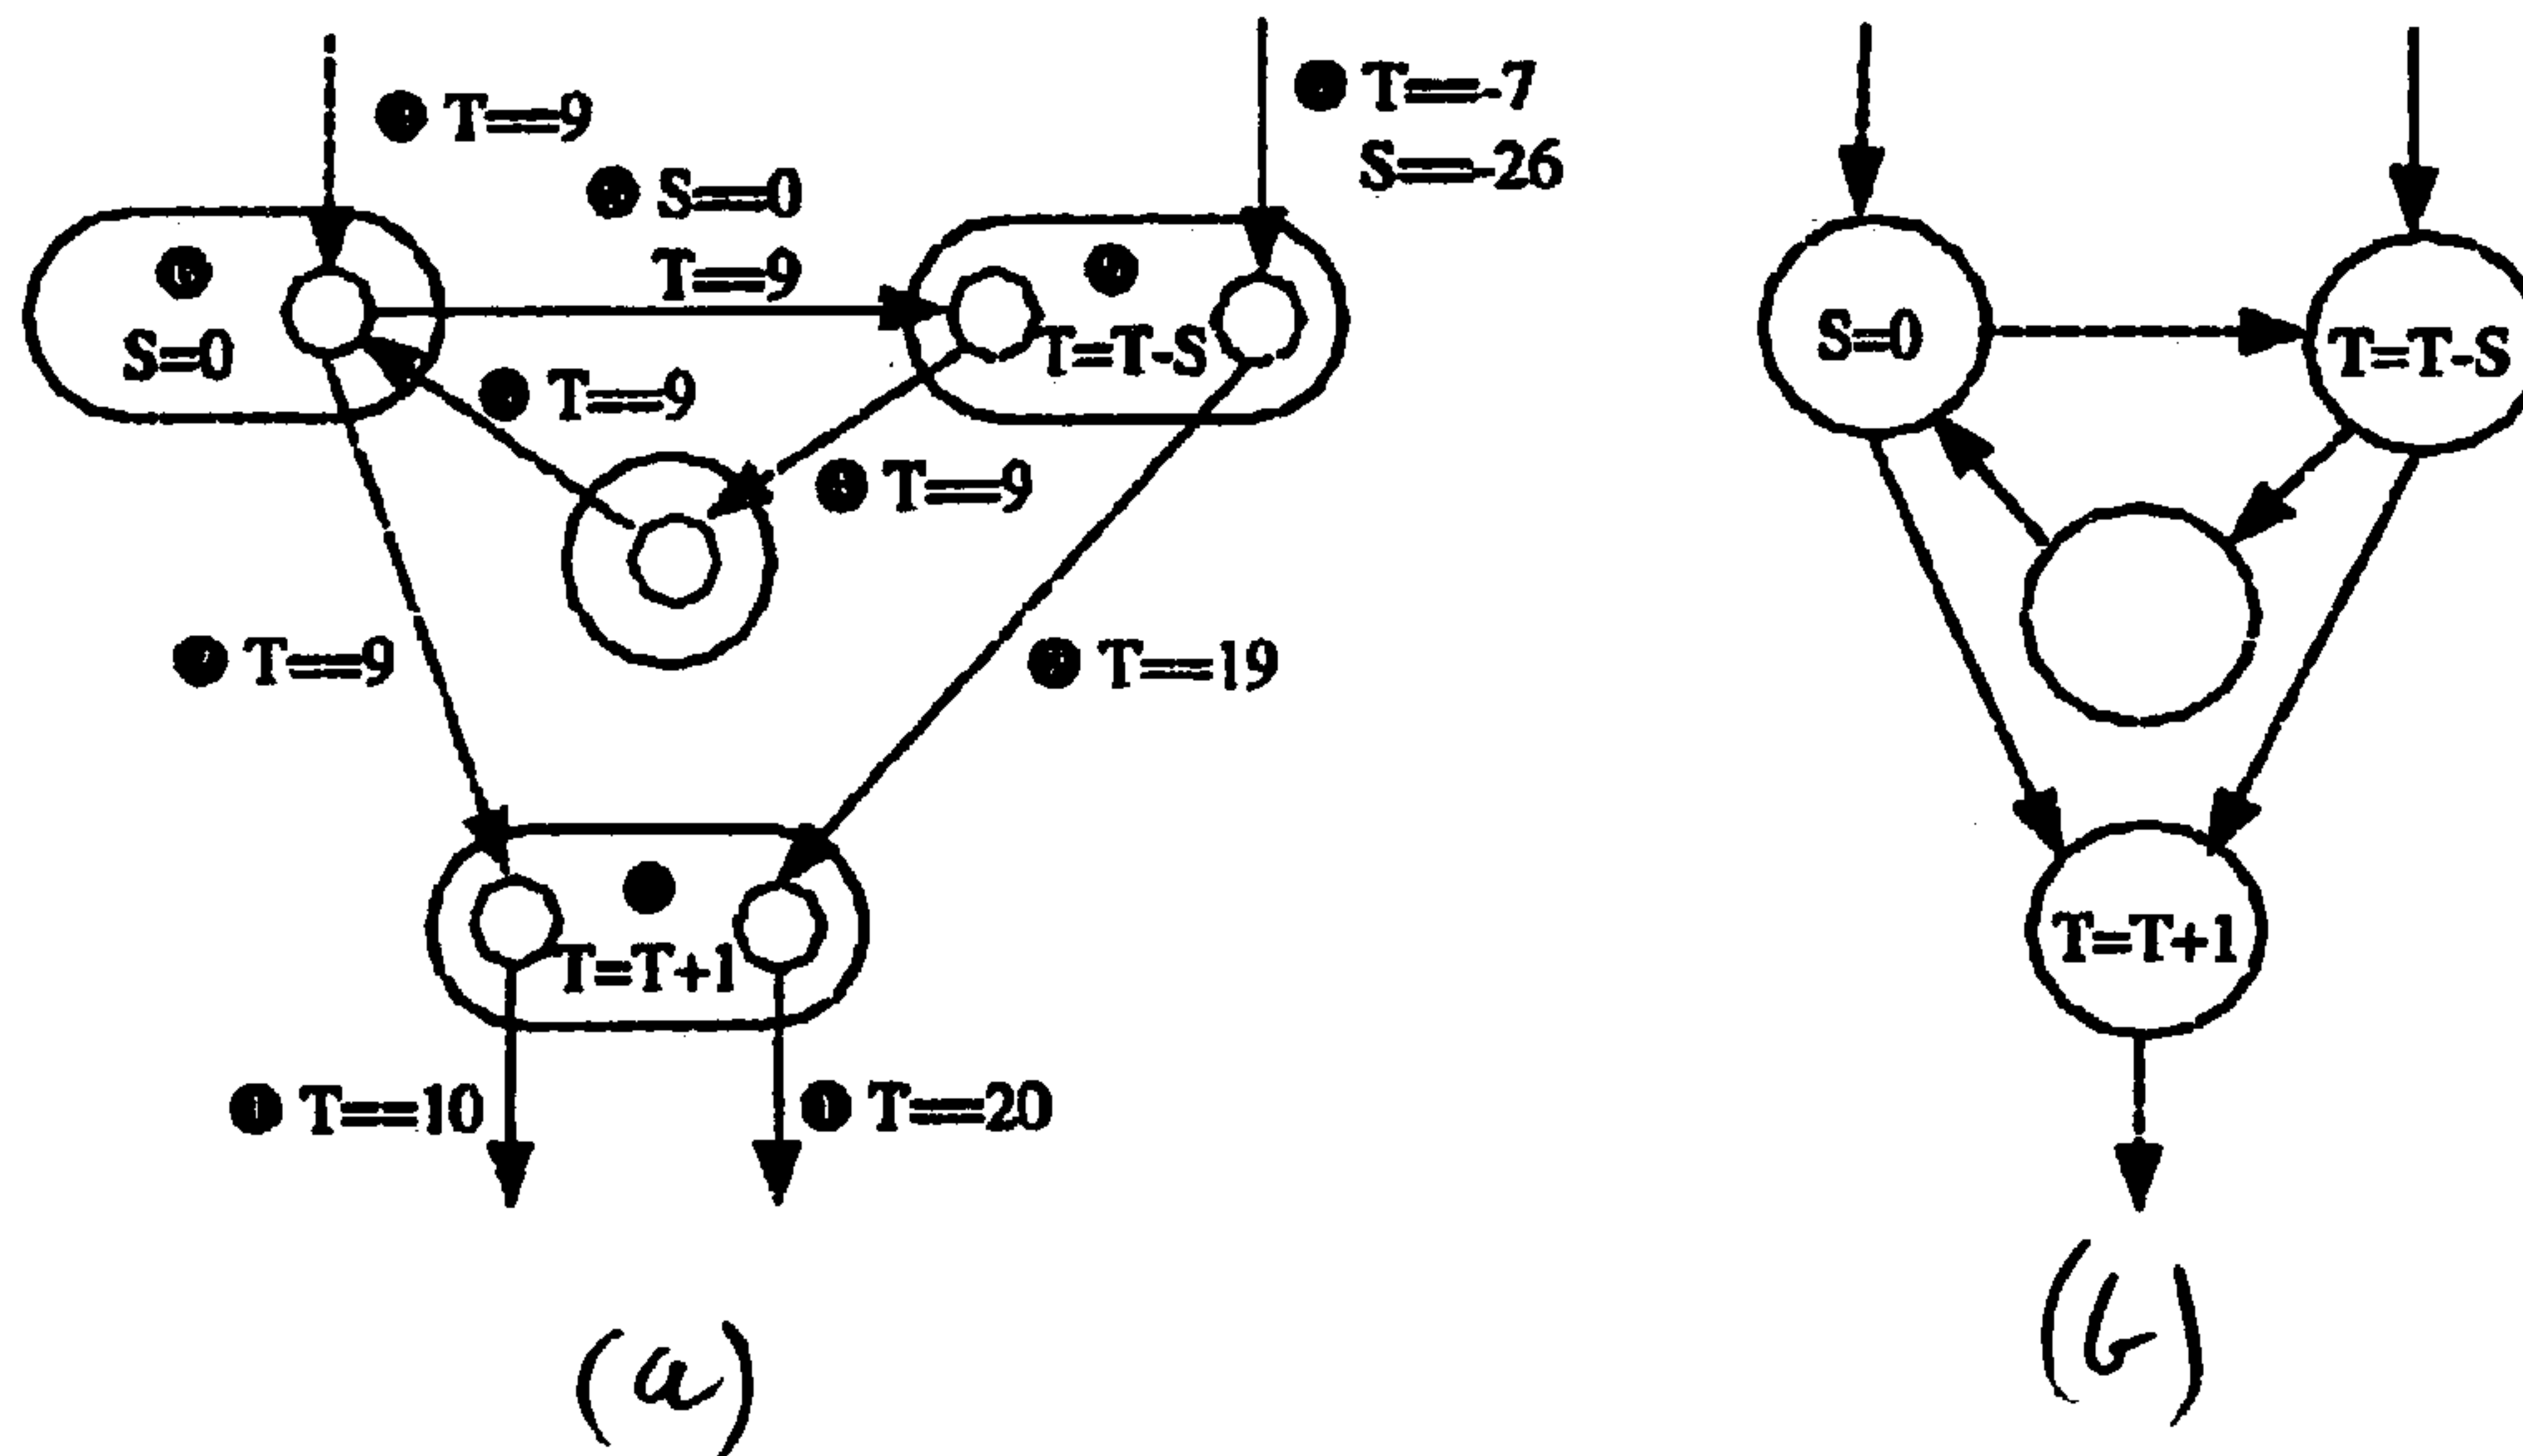 T==9
T==-7
S==-26
S==0
T==9
S=0
T=T-S
T==9
T==9
T==9
T==19
T=T+1
T==10
T==20
(a)
S=0
T=T-S
T=T+1
(b)